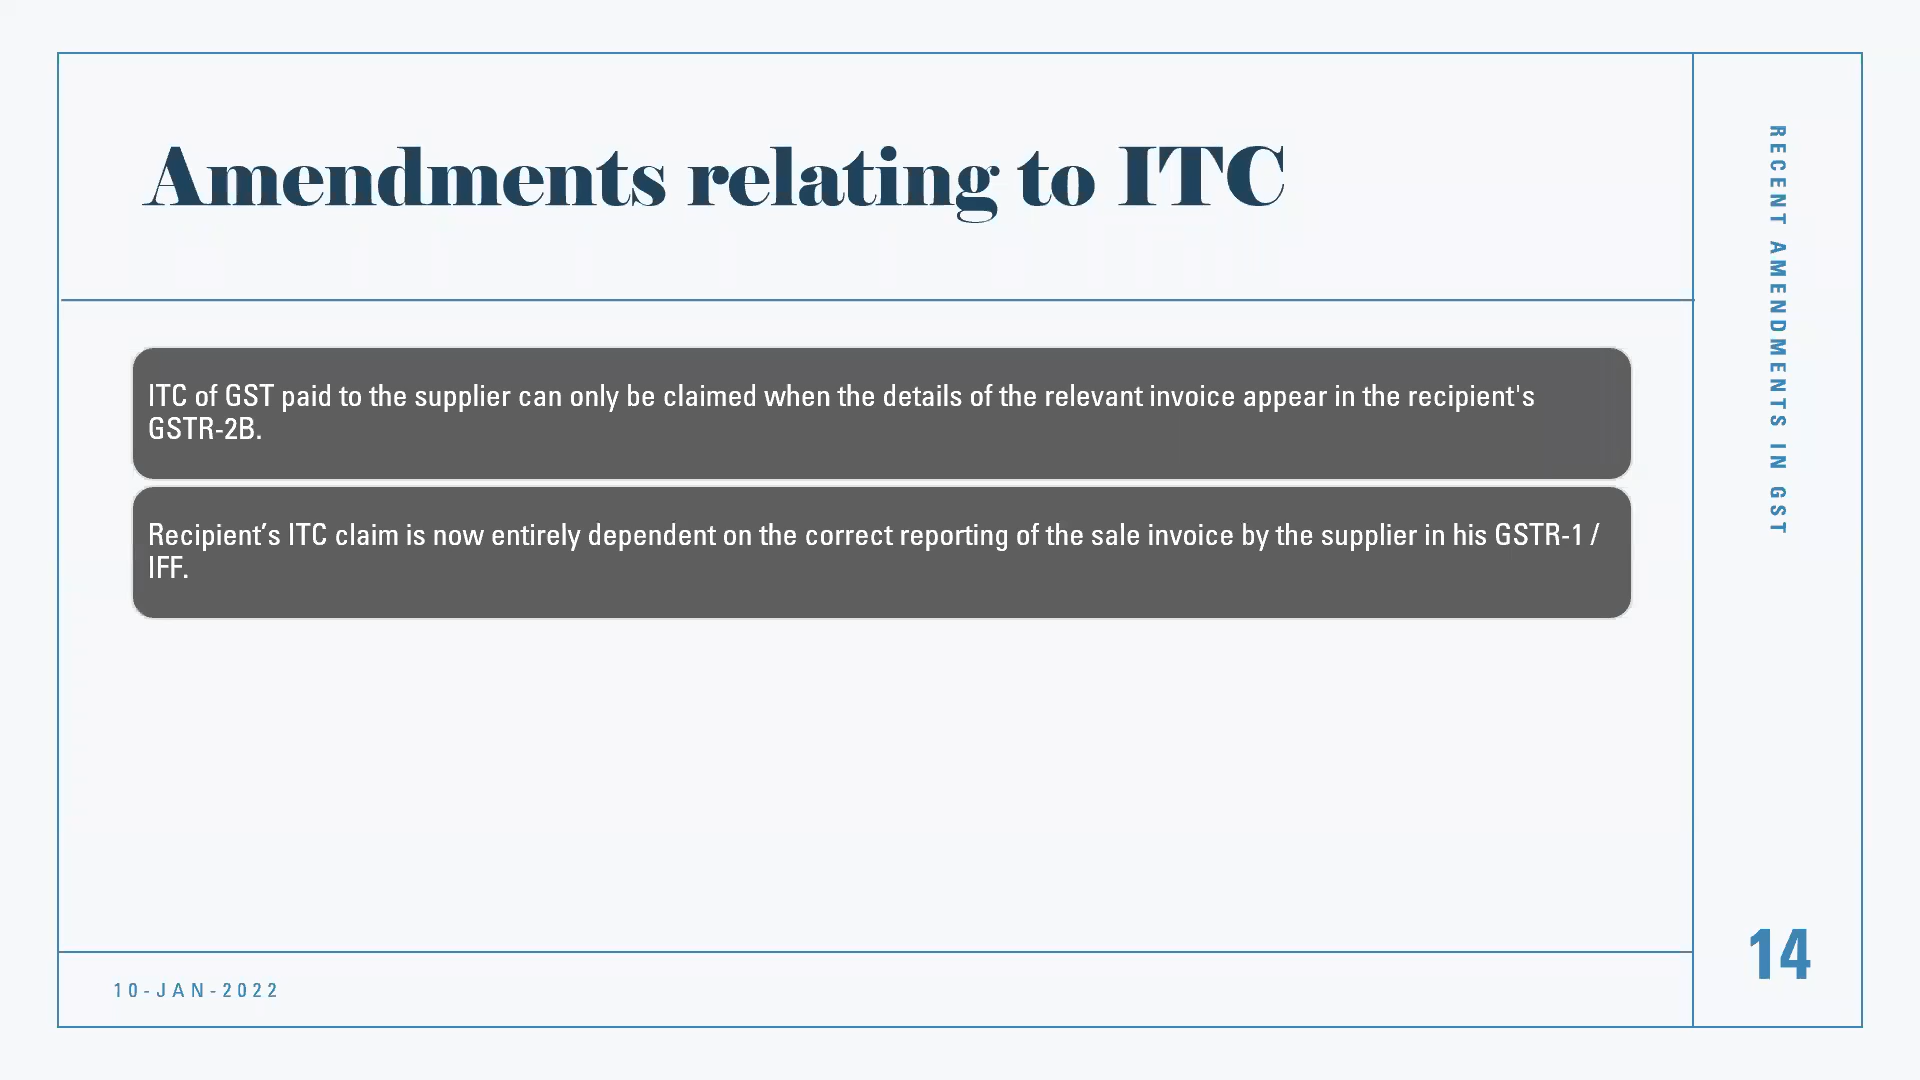 Amendments relating to ITC
ITC of GST paid to the supplier can only be claimed when the details of the relevant invoice appear in the recipient's
GSTR-2B.
Recipient’s ITC claim is now entirely dependent on the correct reporting of the sale invoice by the supplier in his GSTR-1 /
IFF.
RECENT AMENDMENTS IN GST
10-JAN-2022
14